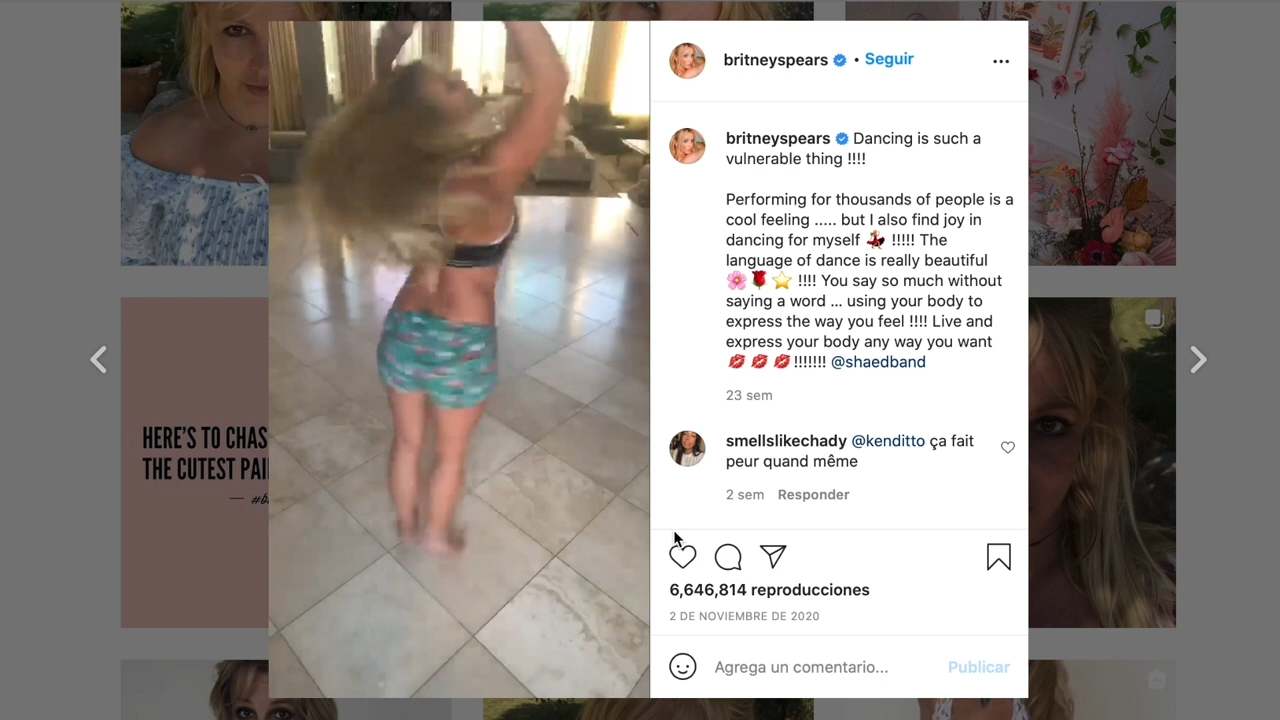 britneyspears • Seguir
britneyspears Dancing is such a
vulnerable thing !!!!
Performing for thousands of people is a
cool feeling ..... but I also find joy in
dancing for myself 💃 !!!!! The
language of dance is really beautiful
🌸🌹⭐ !!!! You say so much without
saying a word ... using your body to
express the way you feel !!!! Live and
express your body any way you want
💋💋💋!!!!!!! @shaedband
23 sem
smellslikechady @kenditto ça fait
peur quand même
2 sem Responder
6,646,814 reproducciones
2 DE NOVIEMBRE DE 2020
Agrega un comentario... Publicar
HERE'S TO CHAS
THE CUTEST PAI